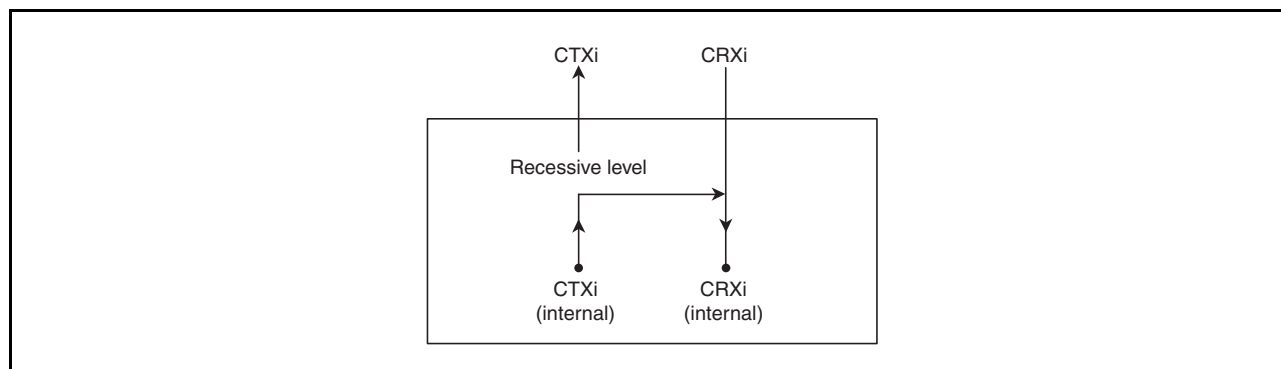 CTXi CRXi
Recessive level
CTXi CRXi
(internal) (internal)